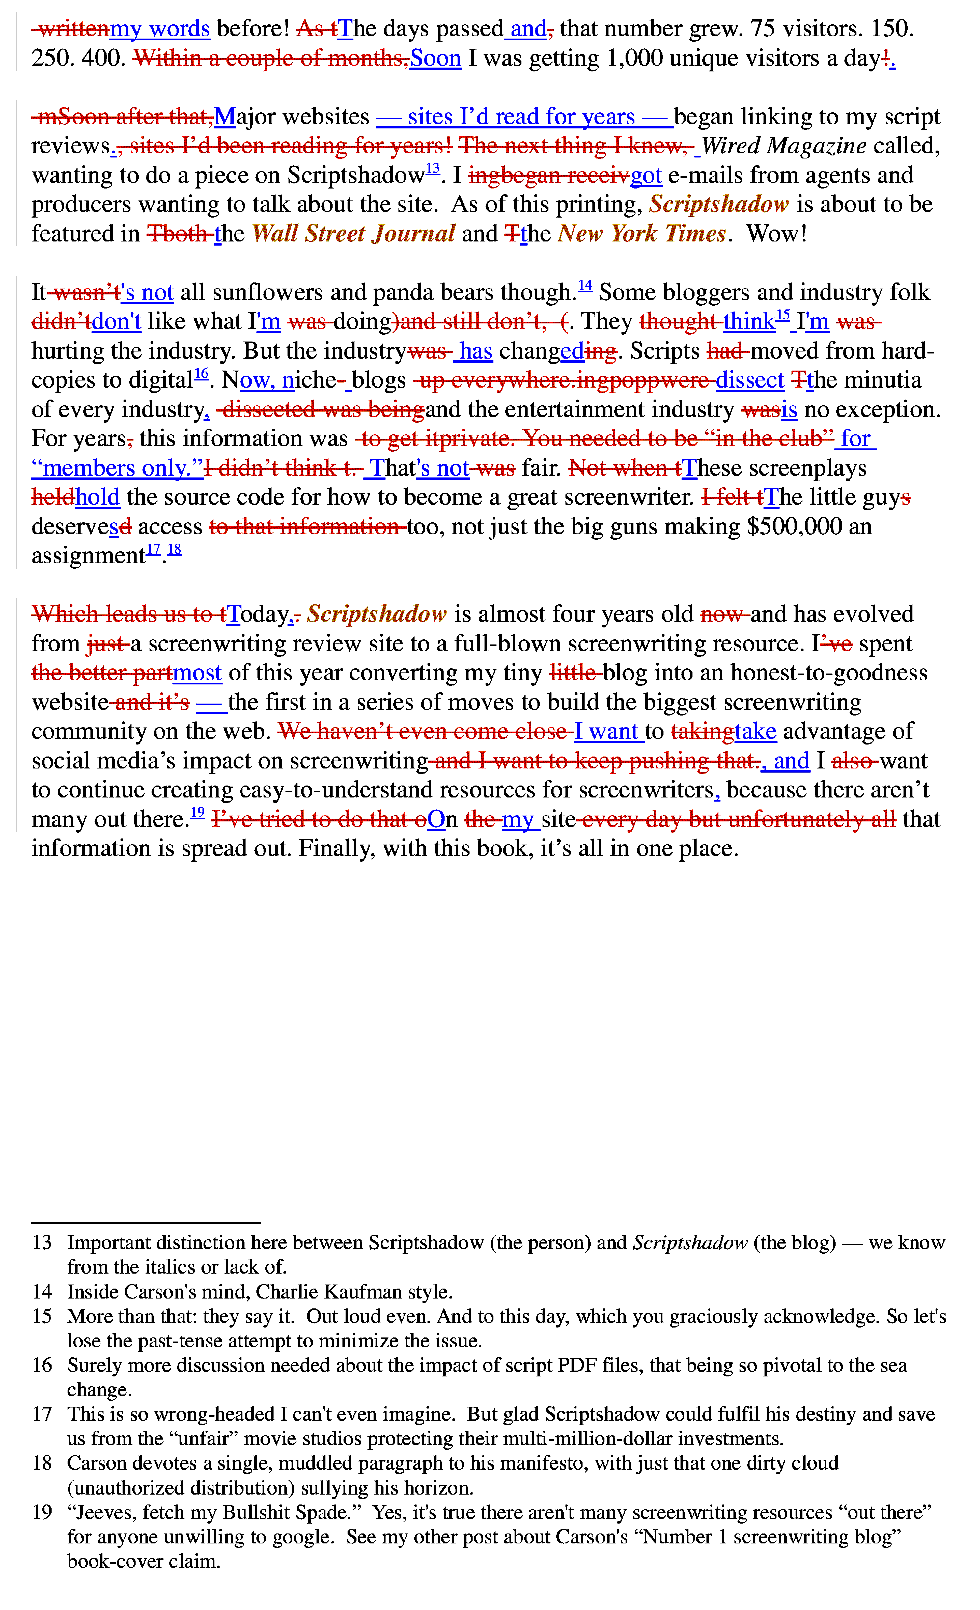 writtenmy words before! As tThe days passed and, that number grew. 75 visitors. 150.
250. 400. Within a couple of months,Soon I was getting 1,000 unique visitors a day!.
mSoon after that,Major websites — sites I’d read for years — began linking to my script
reviews., sites I’d been reading for years! The next thing I knew, Wired Magazine called,
wanting to do a piece on Scriptshadow13. I ingbegan receivgot e-mails from agents and
producers wanting to talk about the site. As of this printing, Scriptshadow is about to be
featured in Tboth the Wall Street Journal and Tthe New York Times. Wow!
It wasn’t's not all sunflowers and panda bears though.14 Some bloggers and industry folk
didn’tdon't like what I'm was doing)and still don’t, (. They thought think15 I'm was
hurting the industry. But the industrywas has changeding. Scripts had moved from hard-
copies to digital16. Now, niche- blogs up everywhere.ingpoppwere dissect Tthe minutia
of every industry, dissected was beingand the entertainment industry wasis no exception.
For years, this information was to get itprivate. You needed to be “in the club” for
“members only.”I didn’t think t. That's not was fair. Not when tThese screenplays
heldhold the source code for how to become a great screenwriter. I felt tThe little guys
deservesd access to that information too, not just the big guns making $500,000 an
assignment17.18
Which leads us to tToday,. Scriptshadow is almost four years old now and has evolved
from just a screenwriting review site to a full-blown screenwriting resource. I’ve spent
the better partmost of this year converting my tiny little blog into an honest-to-goodness
website and it’s — the first in a series of moves to build the biggest screenwriting
community on the web. We haven’t even come close I want to takingtake advantage of
social media’s impact on screenwriting and I want to keep pushing that., and I also want
to continue creating easy-to-understand resources for screenwriters, because there aren’t
many out there.19 I’ve tried to do that oOn the my site every day but unfortunately all that
information is spread out. Finally, with this book, it’s all in one place.
13 Important distinction here between Scriptshadow (the person) and Scriptshadow (the blog) — we know
from the italics or lack of.
14 Inside Carson's mind, Charlie Kaufman style.
15 More than that: they say it. Out loud even. And to this day, which you graciously acknowledge. So let's
lose the past-tense attempt to minimize the issue.
16 Surely more discussion needed about the impact of script PDF files, that being so pivotal to the sea
change.
17 This is so wrong-headed I can't even imagine. But glad Scriptshadow could fulfil his destiny and save
us from the “unfair” movie studios protecting their multi-million-dollar investments.
18 Carson devotes a single, muddled paragraph to his manifesto, with just that one dirty cloud
(unauthorized distribution) sullying his horizon.
19 “Jeeves, fetch my Bullshit Spade.” Yes, it's true there aren't many screenwriting resources “out there”
for anyone unwilling to google. See my other post about Carson's “Number 1 screenwriting blog”
book-cover claim.